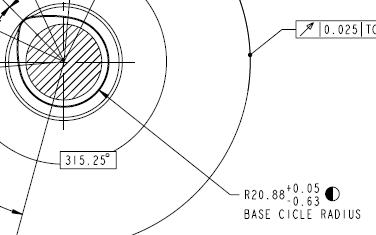 0.025 TO
315.25°
R20.88 +0.05 -0.63
BASE CICLE RADIUS